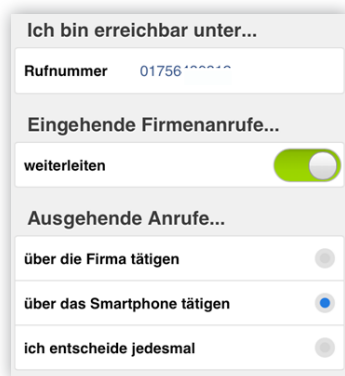 Ich bin erreichbar unter...
Rufnummer
Eingehende Firmenanrufe...
weiterleiten
Ausgehende Anrufe...
über die Firma tätigen
über das Smartphone tätigen
ich entscheide jedesmal